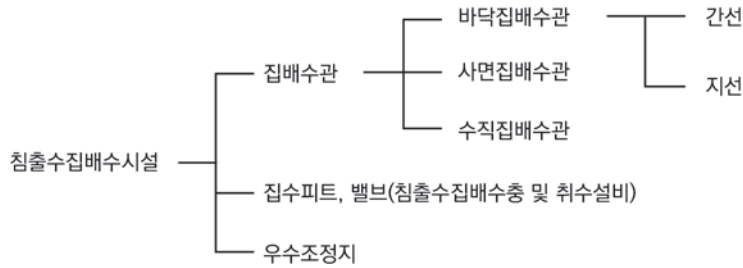 바닥집배수관
간선
집배수관
사면집배수관
지선
수직집배수관
침출수집배수시설
집수피트, 밸브(침출수집배수충 및 취수설비)
우수조정지